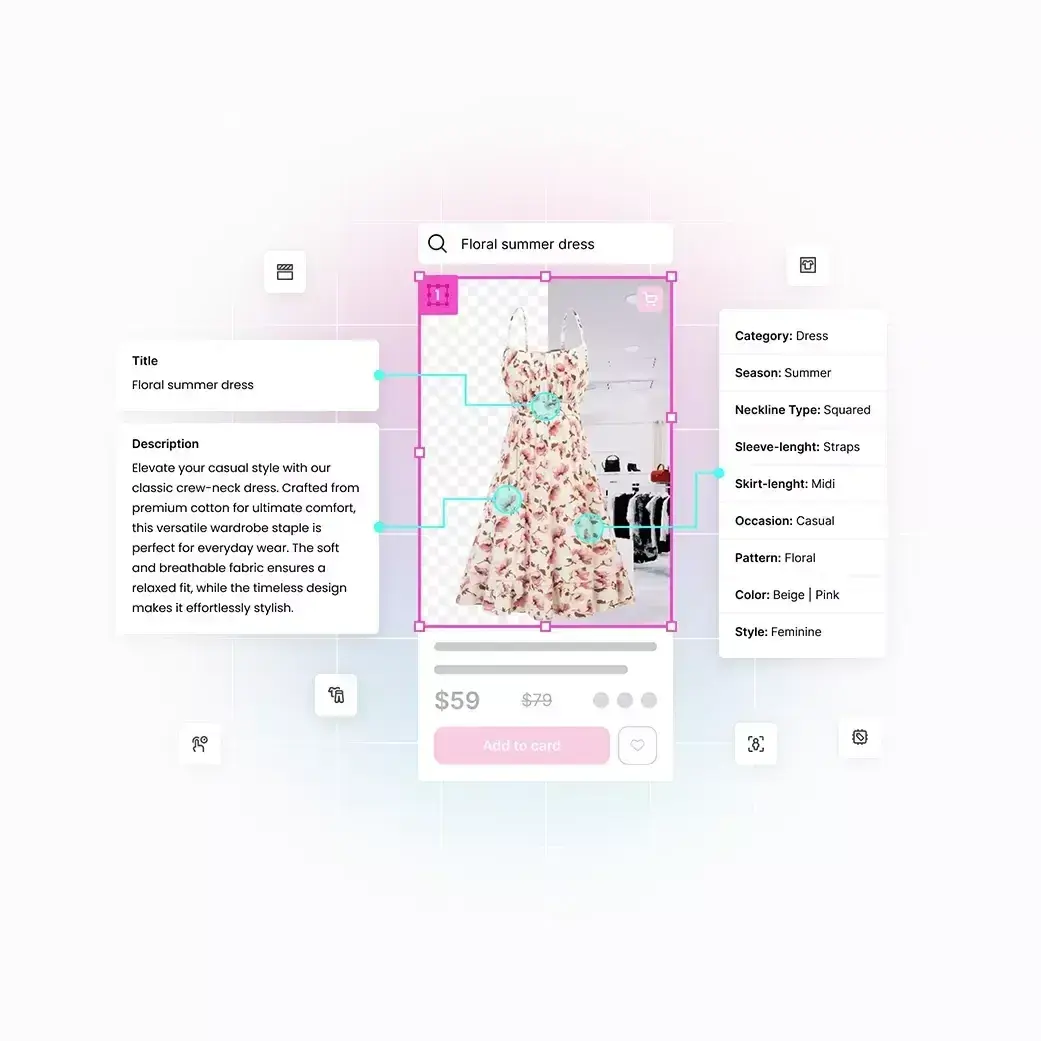 Floral summer dress
1
Title
Floral summer dress
Description
Elevate your casual style with our
classic crew-neck dress. Crafted from
premium cotton for ultimate comfort,
this versatile wardrobe staple is
perfect for everyday wear. The soft
and breathable fabric ensures a
relaxed fit, while the timeless design
makes it effortlessly stylish.
Category: Dress
Season: Summer
Neckline Type: Squared
Sleeve-lenght: Straps
Skirt-lenght: Midi
Occasion: Casual
Pattern: Floral
Color: Beige | Pink
Style: Feminine
$59 $79
Add to card